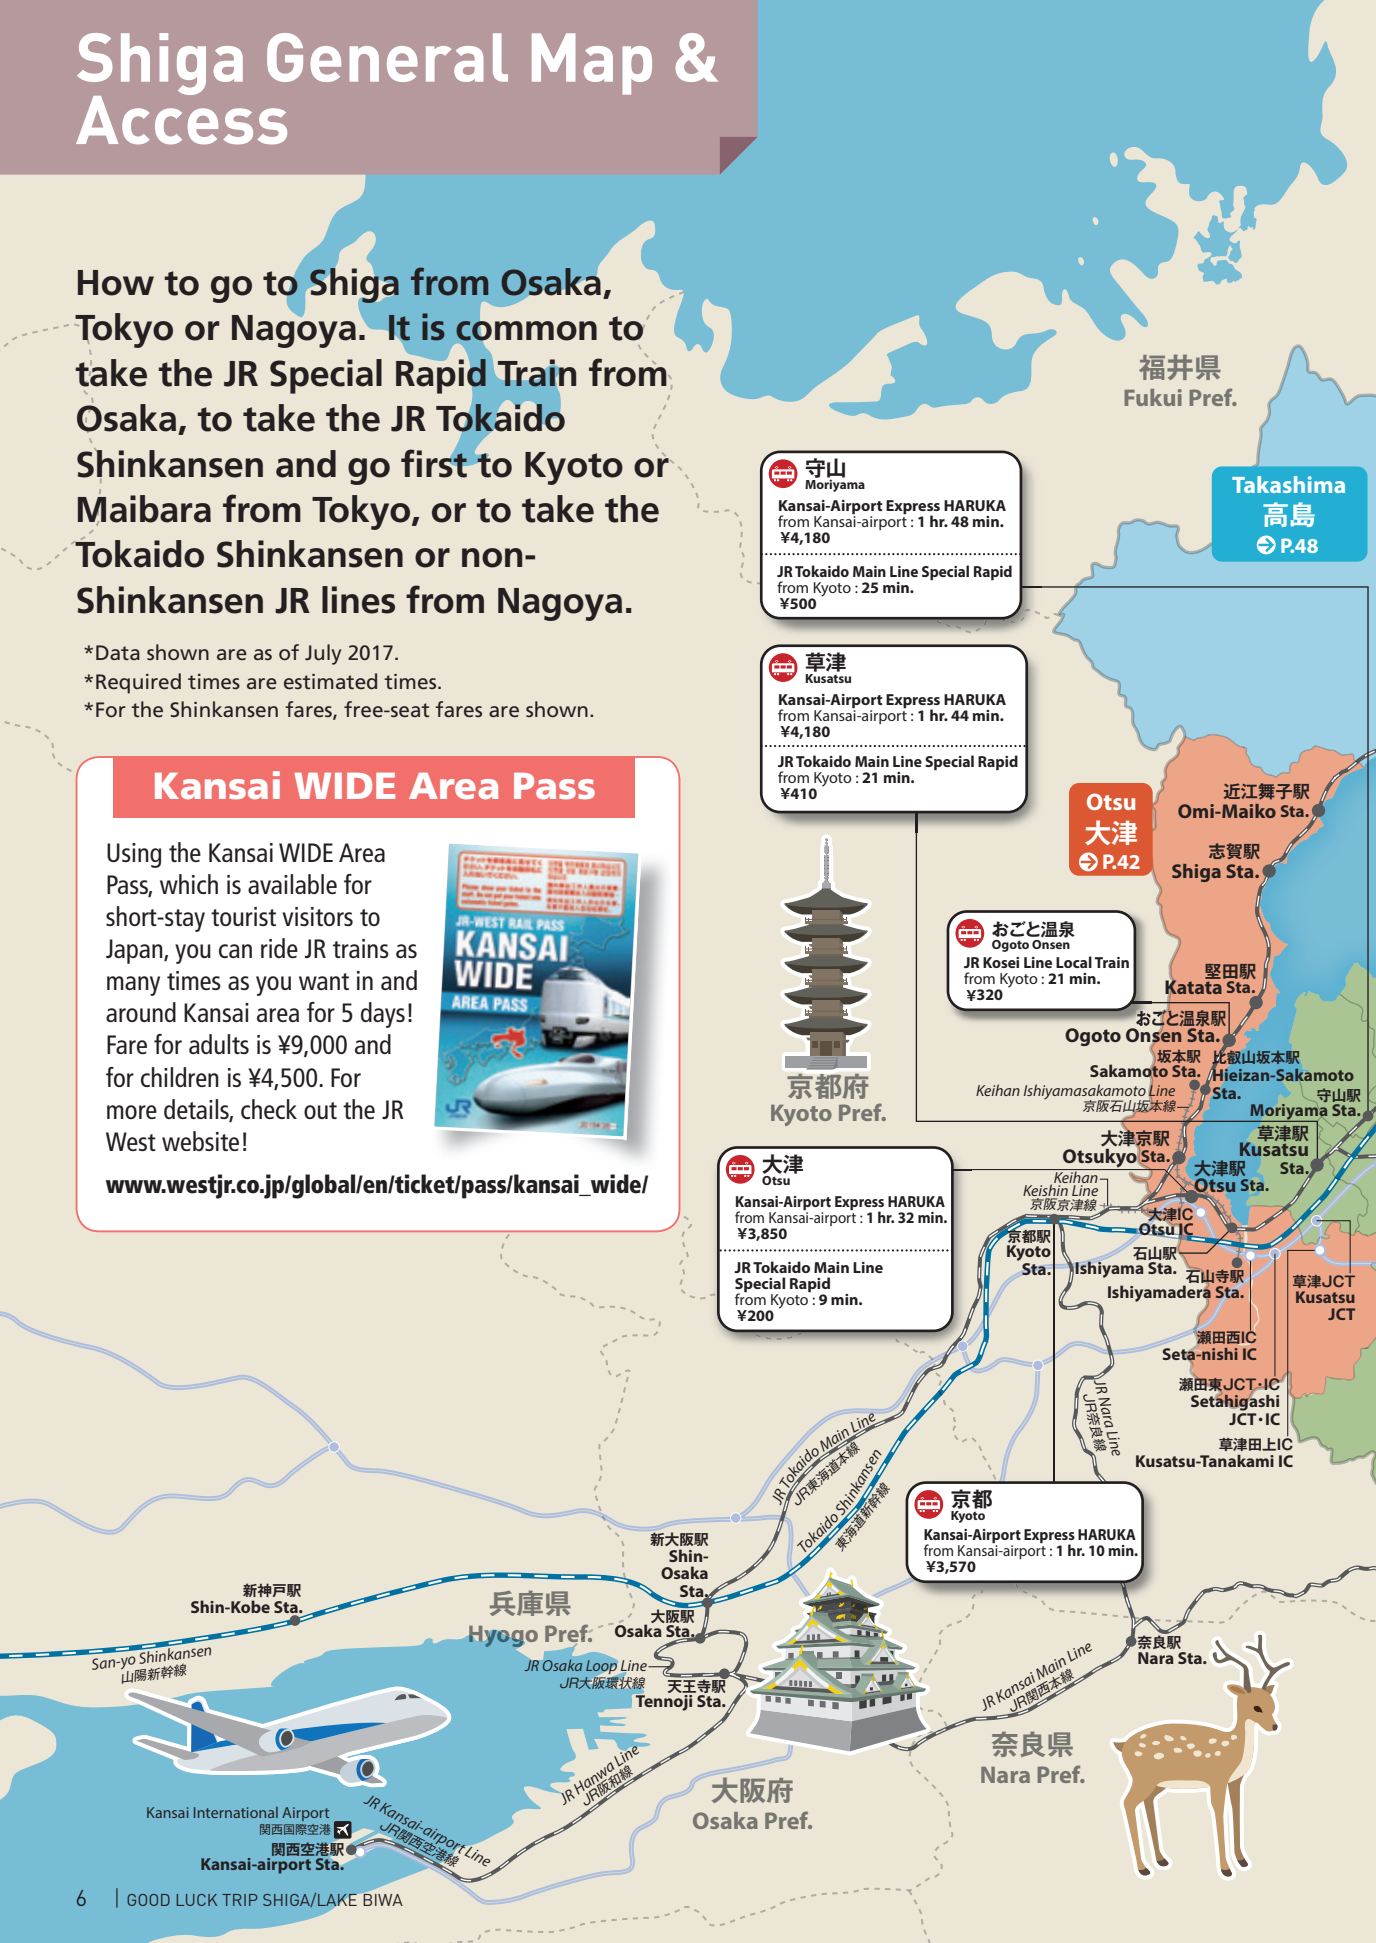 Shiga General Map &
Access
How to go to Shiga from Osaka,
Tokyo or Nagoya. It is common to
take the JR Special Rapid Train from
Osaka, to take the JR Tokaido
Shinkansen and go first to Kyoto or
Maibara from Tokyo, or to take the
Tokaido Shinkansen or non-
Shinkansen JR lines from Nagoya.
*Data shown are as of July 2017.
*Required times are estimated times.
*For the Shinkansen fares, free-seat fares are shown.
Kansai WIDE Area Pass
Using the Kansai WIDE Area
Pass, which is available for
short-stay tourist visitors to
Japan, you can ride JR trains as
many times as you want in and
around Kansai area for 5 days!
Fare for adults is ¥9,000 and
for children is ¥4,500. For
more details, check out the JR
West website!
www.westjr.co.jp/global/en/ticket/pass/kansai_wide/
JR-WEST RAIL PASS
KANSAI
WIDE
AREA PASS
JR
福井県
Fukui Pref.
Takashima
高島
P.48
守山
Moriyama
Kansai-Airport Express HARUKA
from Kansai-airport : 1 hr. 48 min.
¥4,180
JR Tokaido Main Line Special Rapid
from Kyoto : 25 min.
¥500
草津
Kusatsu
Kansai-Airport Express HARUKA
from Kansai-airport : 1 hr. 44 min.
¥4,180
JR Tokaido Main Line Special Rapid
from Kyoto : 21 min.
¥410
Otsu
大津
P.42
近江舞子駅
Omi-Maiko Sta.
志賀駅
Shiga Sta.
おごと温泉
Ogoto Onsen
JR Kosei Line Local Train
from Kyoto : 21 min.
¥320
堅田駅
Katata Sta.
おごと温泉駅
Ogoto Onsen Sta.
坂本駅
Sakamoto Sta.
比叡山坂本駅
Hieizan-Sakamoto
Sta.
Keihan Ishiyamasakamoto Line
京阪石山坂本線
守山駅
Moriyama Sta.
京都府
Kyoto Pref.
草津駅
Kusatsu
Sta.
大津京駅
Otsukyo Sta.
大津駅
Otsu Sta.
Keihan
Keishin Line
京阪京津線
大津
Otsu
Kansai-Airport Express HARUKA
from Kansai-airport : 1 hr. 32 min.
¥3,850
JR Tokaido Main Line
Special Rapid
from Kyoto : 9 min.
¥200
大津IC
Otsu IC
京都駅
Kyoto
Sta.
石山駅
Ishiyama Sta.
石山寺駅
Ishiyamadera Sta.
草津JCT
Kusatsu
JCT
瀬田西IC
Seta-nishi IC
瀬田東JCT･IC
Setahigashi
JCT･IC
草津田上IC
Kusatsu-Tanakami IC
JR Nara Line
JR奈良線
JR Tokaido Main Line
JR東海道本線
Tokaido Shinkansen
東海道新幹線
京都
Kyoto
Kansai-Airport Express HARUKA
from Kansai-airport : 1 hr. 10 min.
¥3,570
新大阪駅
Shin-
Osaka
Sta.
新神戸駅
Shin-Kobe Sta.
兵庫県
Hyogo Pref.
大阪駅
Osaka Sta.
San-yo Shinkansen
山陽新幹線
JR Osaka Loop Line
JR大阪環状線
天王寺駅
Tennoji Sta.
奈良駅
Nara Sta.
JR Kansai Main Line
JR関西本線
奈良県
Nara Pref.
JR Hanwa Line
JR阪和線
大阪府
Osaka Pref.
Kansai International Airport
関西国際空港
関西空港駅
Kansai-airport Sta.
JR Kansai-airport Line
JR関西空港線
6 GOOD LUCK TRIP SHIGA/LAKE BIWA